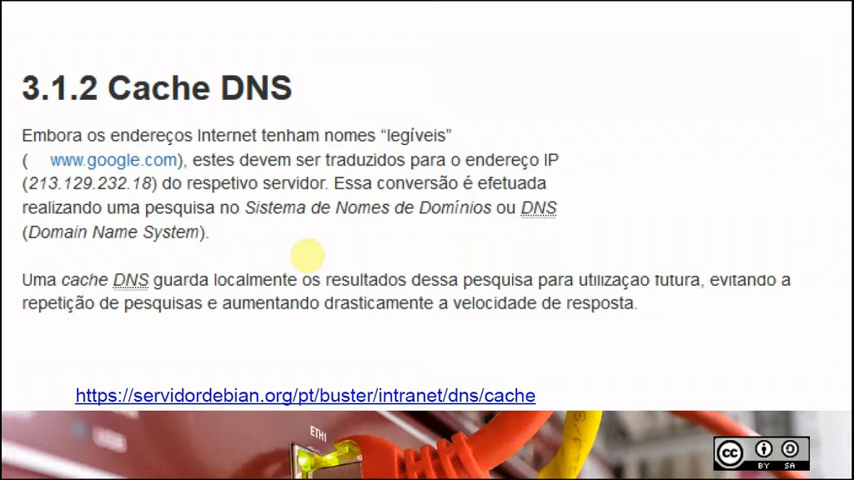 3.1.2 Cache DNS
Embora os endereços Internet tenham nomes “legíveis”
( www.google.com), estes devem ser traduzidos para o endereço IP
(213.129.232.18) do respetivo servidor. Essa conversão é efetuada
realizando uma pesquisa no Sistema de Nomes de Domínios ou DNS
(Domain Name System).
Uma cache DNS guarda localmente os resultados dessa pesquisa para utilização futura, evitando a
repetição de pesquisas e aumentando drasticamente a velocidade de resposta.
https://servidordebian.org/pt/buster/intranet/dns/cache
ETH1
cc
BY SA